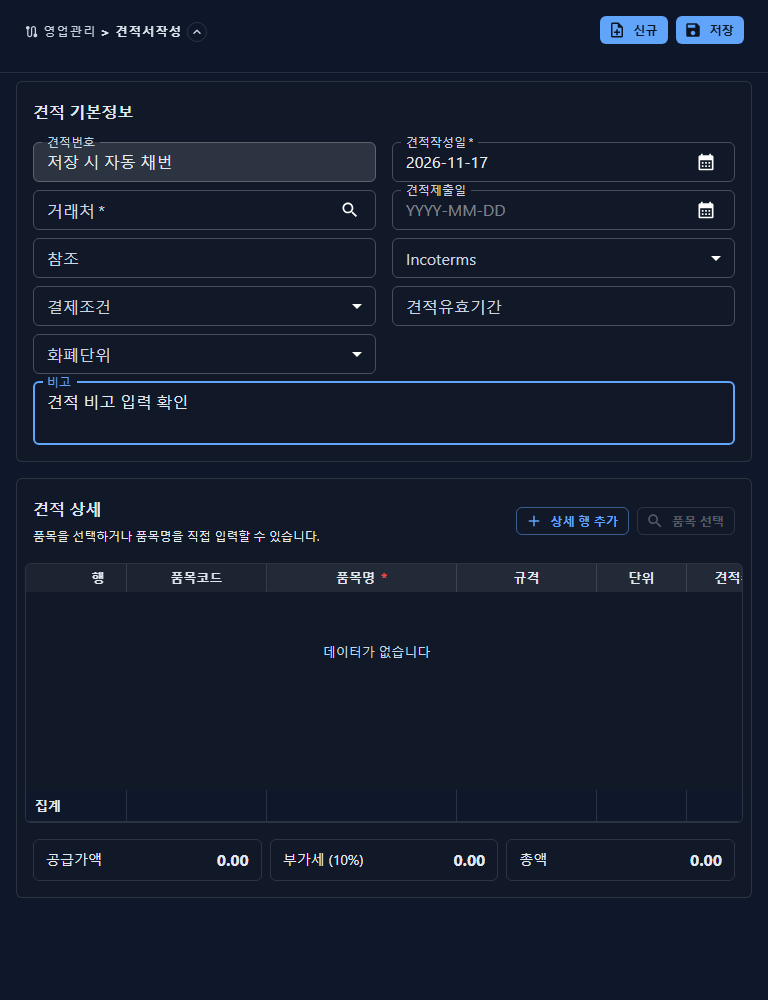 영업관리 > 견적서작성
신규
저장
견적 기본정보
견적번호
저장 시 자동 채번
견적작성일 *
2026-11-17
거래처 *
견적제출일
YYYY-MM-DD
참조
Incoterms
결제조건
견적유효기간
화폐단위
비고
견적 비고 입력 확인
견적 상세
품목을 선택하거나 품목명을 직접 입력할 수 있습니다.
상세 행 추가
품목 선택
행 품목코드 품목명 * 규격 단위 견적
데이터가 없습니다
집계
공급가액 0.00
부가세 (10%) 0.00
총액 0.00